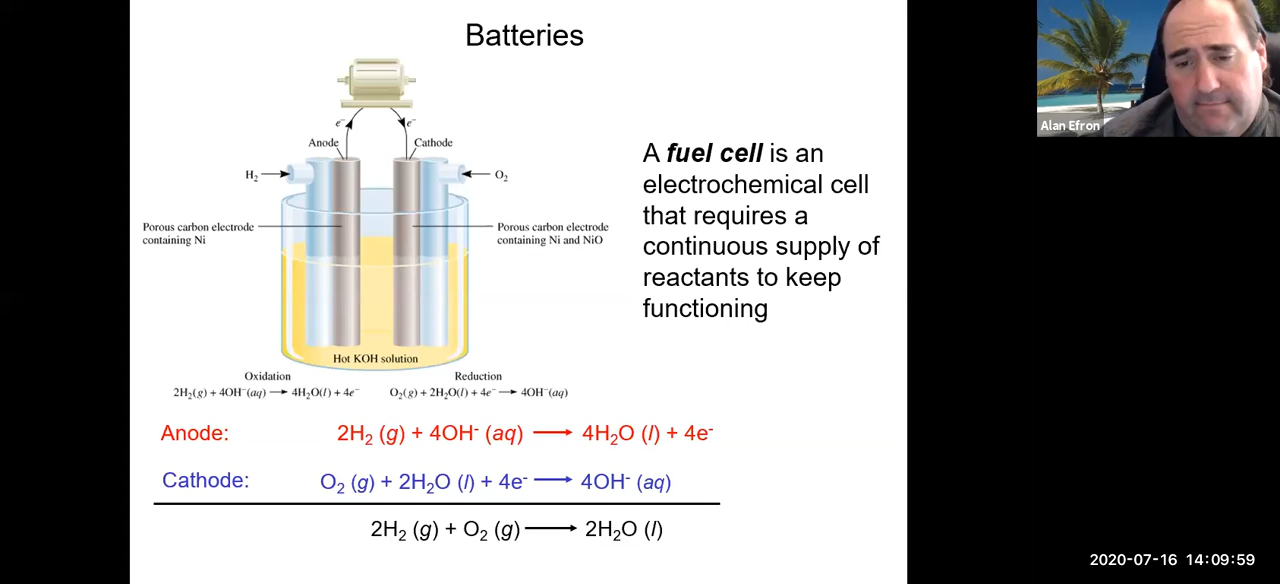 Batteries
Alan Efron
e⁻ e⁻
Anode Cathode
H₂ O₂
Porous carbon electrode
containing Ni
Porous carbon electrode
containing Ni and NiO
A fuel cell is an
electrochemical cell
that requires a
continuous supply of
reactants to keep
functioning
Hot KOH solution
Oxidation
2H₂(g) + 4OH⁻(aq) ⟶ 4H₂O(l) + 4e⁻
Reduction
O₂(g) + 2H₂O(l) + 4e⁻ ⟶ 4OH⁻(aq)
Anode: 2H₂ (g) + 4OH⁻ (aq) ⟶ 4H₂O (l) + 4e⁻
Cathode: O₂ (g) + 2H₂O (l) + 4e⁻ ⟶ 4OH⁻ (aq)
2H₂ (g) + O₂ (g) ⟶ 2H₂O (l)
2020-07-16 14:09:59